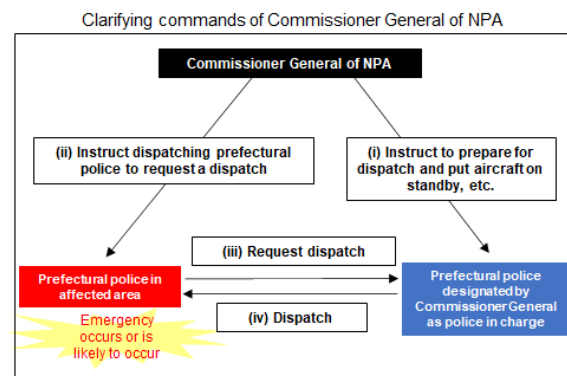 Clarifying commands of Commissioner General of NPA
Commissioner General of NPA
(ii) Instruct dispatching prefectural
police to request a dispatch
(i) Instruct to prepare for
dispatch and put aircraft on
standby, etc.
(iii) Request dispatch
Prefectural police in
affected area
Prefectural police
designated by
Commissioner General
as police in charge
(iv) Dispatch
Emergency
occurs or is
likely to occur